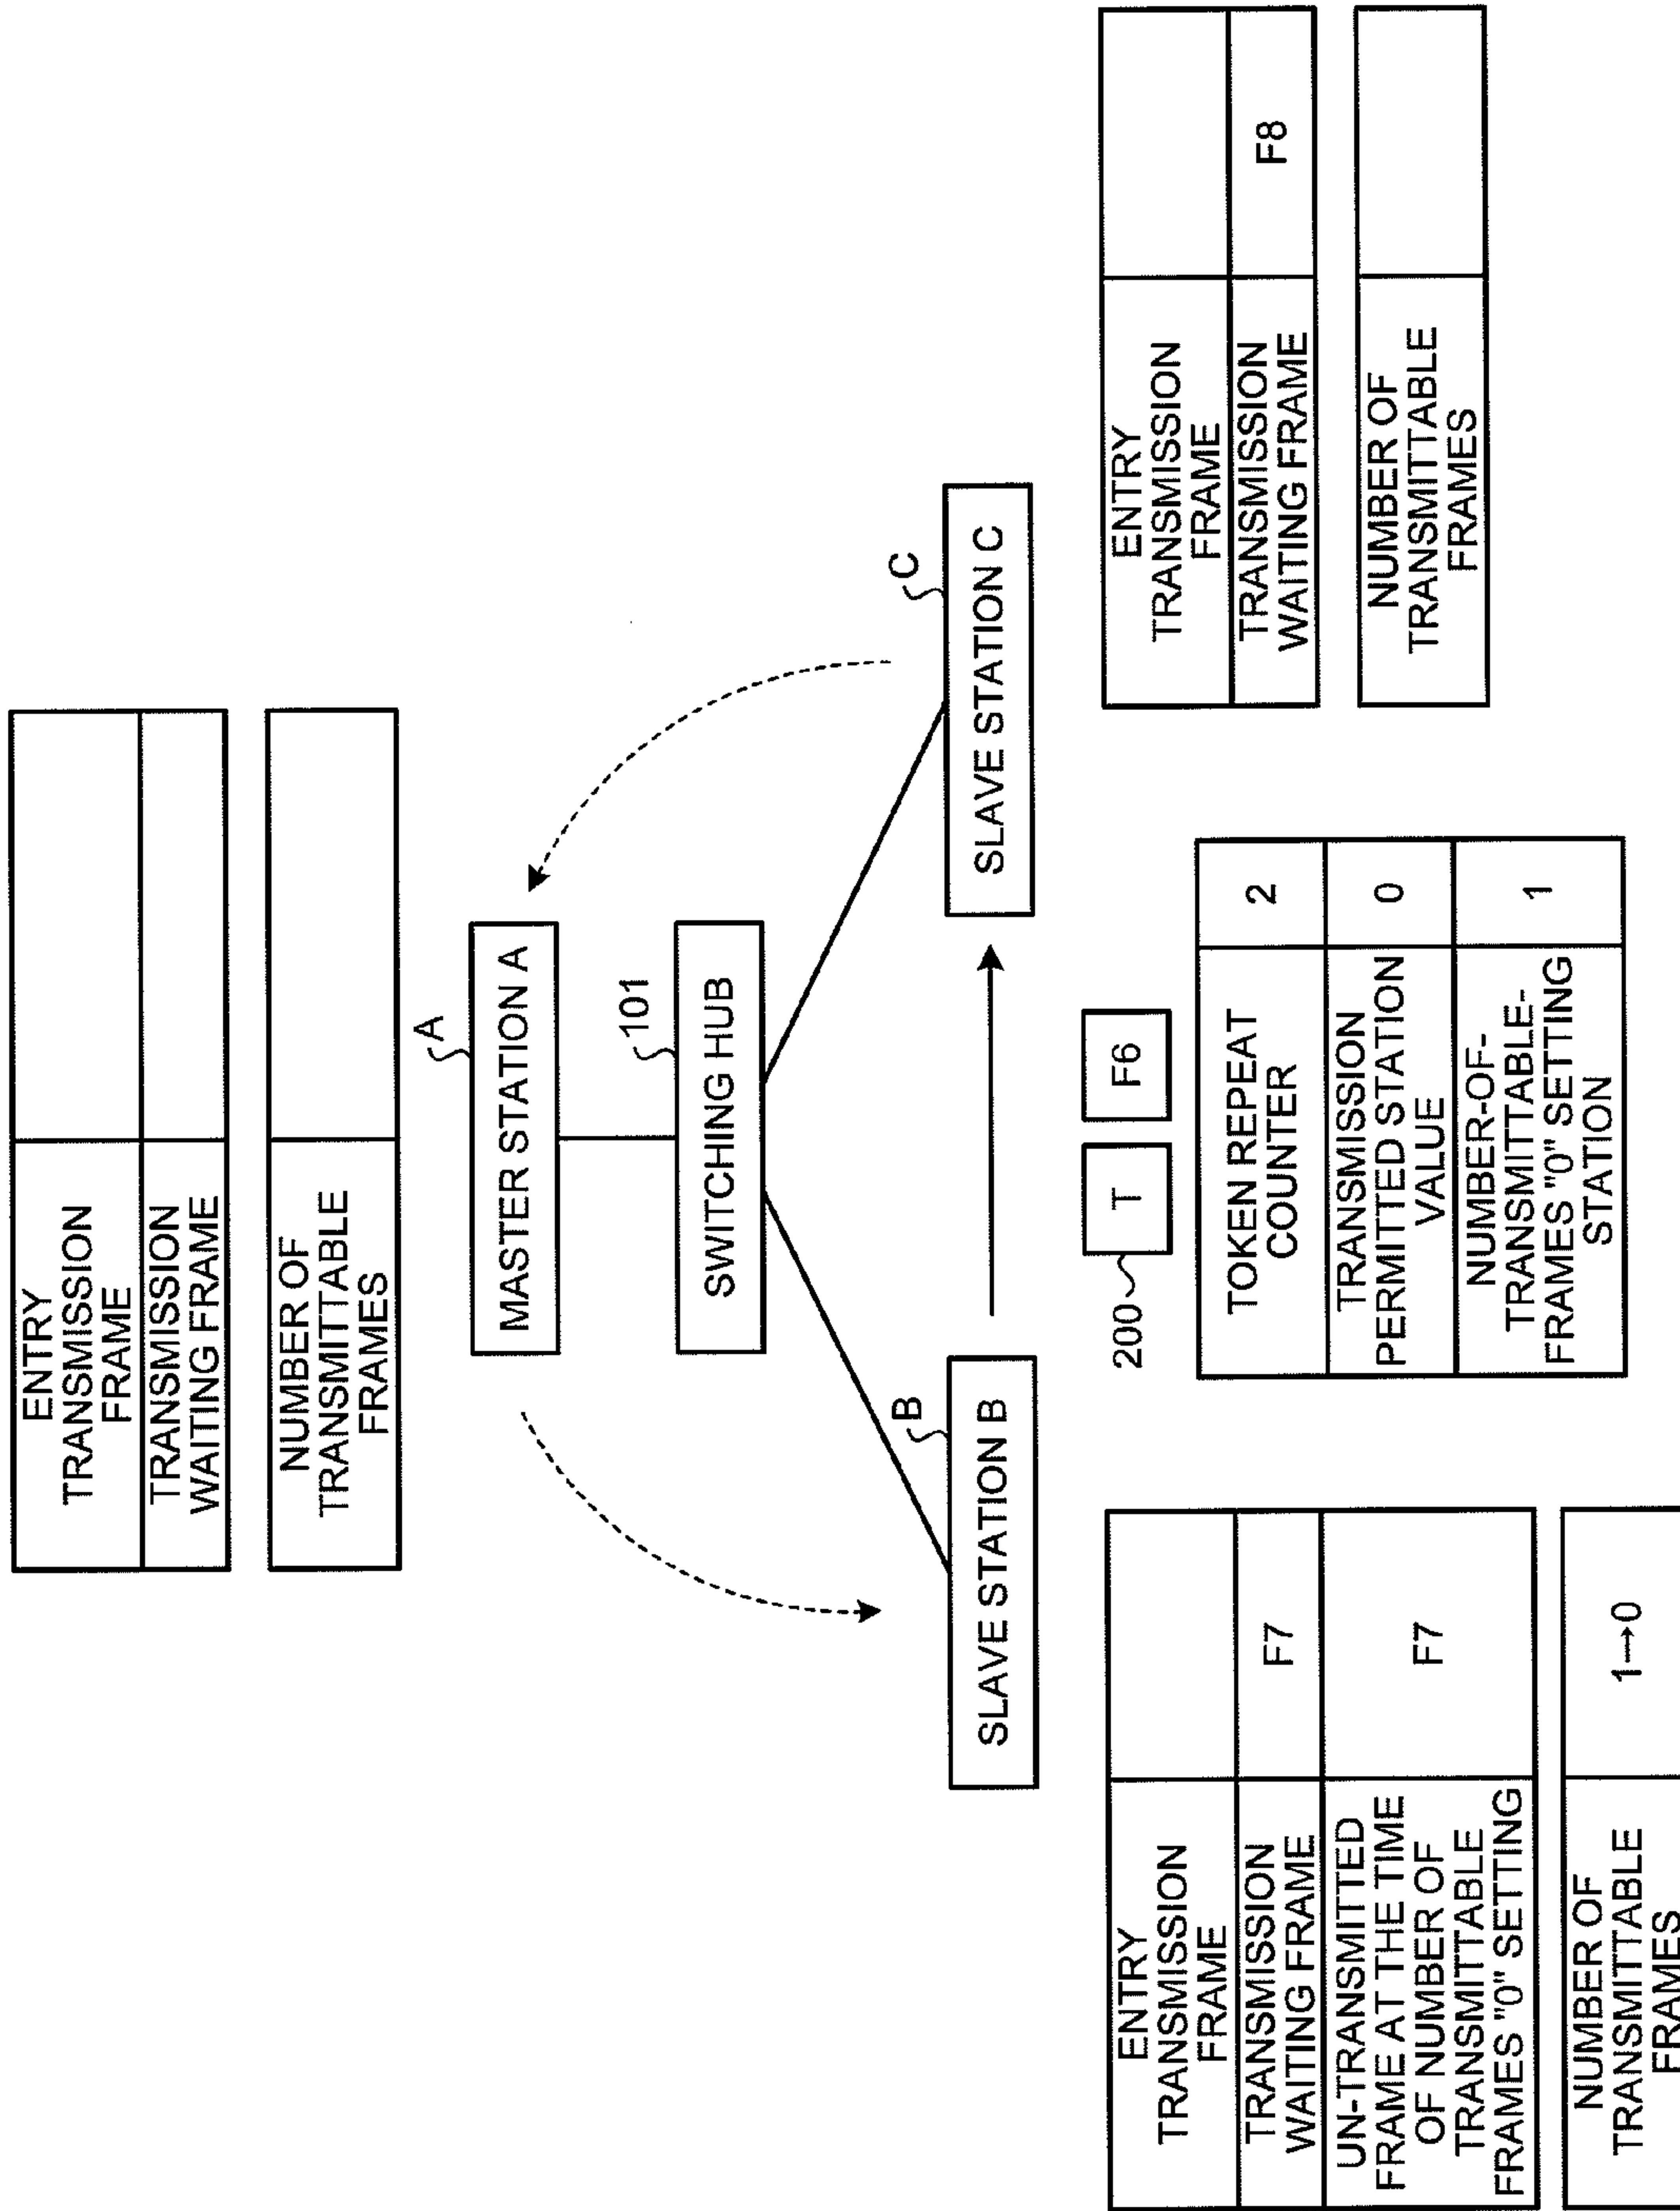 ENTRY
TRANSMISSION
FRAME
TRANSMISSION
WAITING FRAME
NUMBER OF
TRANSMITTABLE
FRAMES
A
MASTER STATION A
101
SWITCHING HUB
B
SLAVE STATION B
C
SLAVE STATION C
ENTRY
TRANSMISSION
FRAME
TRANSMISSION
WAITING FRAME
F7
UN-TRANSMITTED
FRAME AT THE TIME
OF NUMBER OF
TRANSMITTABLE
FRAMES "0" SETTING
F7
NUMBER OF
TRANSMITTABLE
FRAMES
1→0
200
T
F6
TOKEN REPEAT
COUNTER
2
TRANSMISSION
PERMITTED STATION
VALUE
0
NUMBER-OF-
TRANSMITTABLE-
FRAMES "0" SETTING
STATION
1
ENTRY
TRANSMISSION
FRAME
TRANSMISSION
WAITING FRAME
F8
NUMBER OF
TRANSMITTABLE
FRAMES